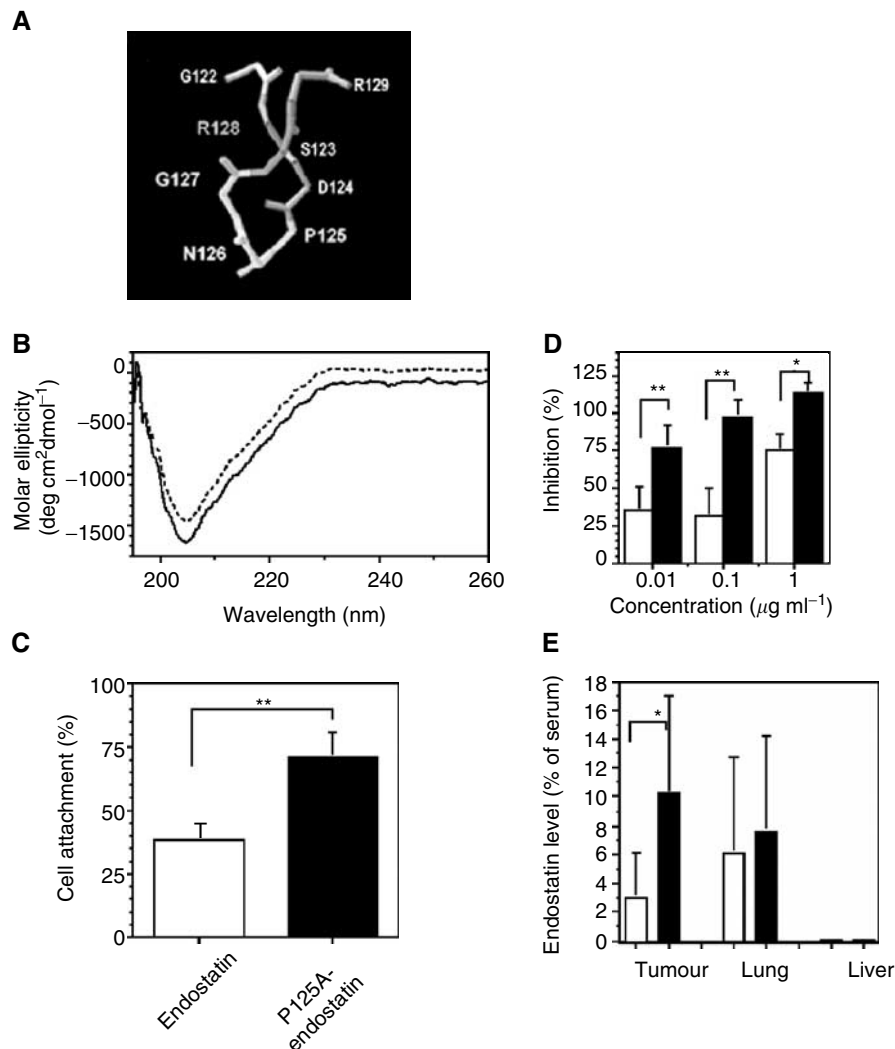 A
G122
R129
R128
S123
G127
D124
P125
N126
B
Molar ellipticity
(deg cm²dmol⁻¹)
0
−500
−1000
−1500
200
220
240
260
Wavelength (nm)
C
Cell attachment (%)
100
75
50
25
0
**
Endostatin
P125A-
endostatin
D
Inhibition (%)
125
100
75
50
25
0
**
**
*
0.01
0.1
1
Concentration (μg ml⁻¹)
E
Endostatin level (% of serum)
18
16
14
12
10
8
6
4
2
0
*
Tumour
Lung
Liver